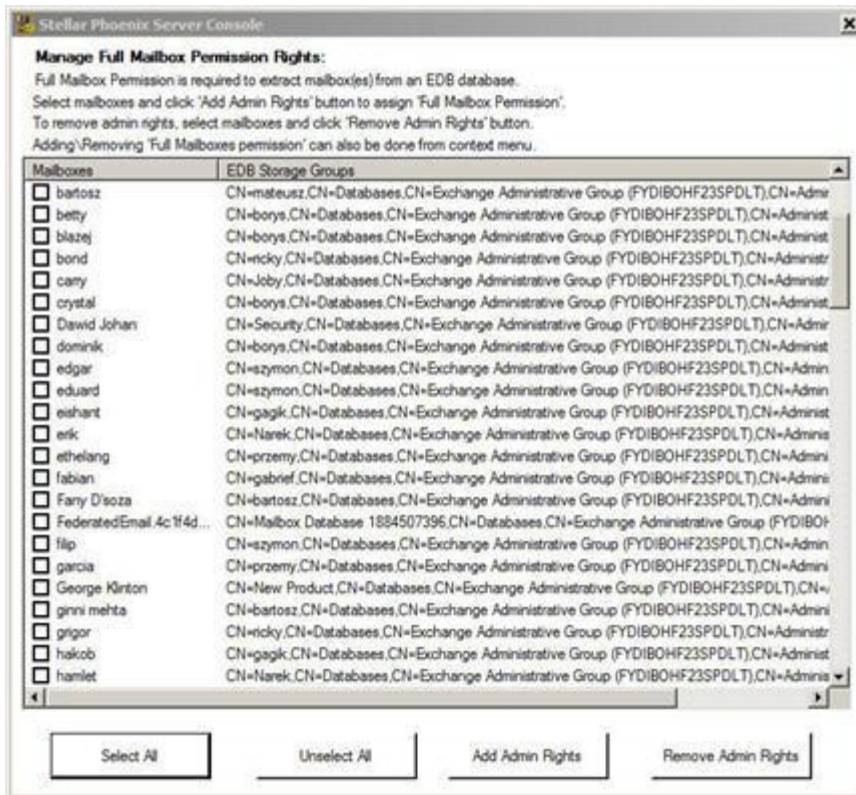 Stellar Phoenix Server Console
Manage Full Mailbox Permission Rights:
Full Mailbox Permission is required to extract mailbox(es) from an EDB database.
Select mailboxes and click 'Add Admin Rights' button to assign 'Full Mailbox Permission'.
To remove admin rights, select mailboxes and click 'Remove Admin Rights' button.
Adding\Removing 'Full Mailboxes permission' can also be done from context menu.
Mailboxes EDB Storage Groups
bartosz CN=mateusz,CN=Databases,CN=Exchange Administrative Group (FYDIBOHF23SPDLT),CN=Admir
betty CN=borys,CN=Databases,CN=Exchange Administrative Group (FYDIBOHF23SPDLT),CN=Administ
blazej CN=borys,CN=Databases,CN=Exchange Administrative Group (FYDIBOHF23SPDLT),CN=Administ
bond CN=ricky,CN=Databases,CN=Exchange Administrative Group (FYDIBOHF23SPDLT),CN=Administr
carry CN=Joby,CN=Databases,CN=Exchange Administrative Group (FYDIBOHF23SPDLT),CN=Administr
crystal CN=borys,CN=Databases,CN=Exchange Administrative Group (FYDIBOHF23SPDLT),CN=Administ
Dawid Johan CN=Security,CN=Databases,CN=Exchange Administrative Group (FYDIBOHF23SPDLT),CN=Admir
dominik CN=borys,CN=Databases,CN=Exchange Administrative Group (FYDIBOHF23SPDLT),CN=Administ
edgar CN=szymon,CN=Databases,CN=Exchange Administrative Group (FYDIBOHF23SPDLT),CN=Admin
eduard CN=szymon,CN=Databases,CN=Exchange Administrative Group (FYDIBOHF23SPDLT),CN=Admin
eishant CN=gagik,CN=Databases,CN=Exchange Administrative Group (FYDIBOHF23SPDLT),CN=Administ
erik CN=Narek,CN=Databases,CN=Exchange Administrative Group (FYDIBOHF23SPDLT),CN=Adminis
ethelang CN=przemy,CN=Databases,CN=Exchange Administrative Group (FYDIBOHF23SPDLT),CN=Admini
fabian CN=gabrief,CN=Databases,CN=Exchange Administrative Group (FYDIBOHF23SPDLT),CN=Admini
Fany D'soza CN=bartosz,CN=Databases,CN=Exchange Administrative Group (FYDIBOHF23SPDLT),CN=Admini
FederatedEmail.4c1f4d... CN=Mailbox Database 1884507396,CN=Databases,CN=Exchange Administrative Group (FYDIBOH
filip CN=szymon,CN=Databases,CN=Exchange Administrative Group (FYDIBOHF23SPDLT),CN=Admin
garcia CN=przemy,CN=Databases,CN=Exchange Administrative Group (FYDIBOHF23SPDLT),CN=Admini
George Klinton CN=New Product,CN=Databases,CN=Exchange Administrative Group (FYDIBOHF23SPDLT),CN=
ginni mehta CN=bartosz,CN=Databases,CN=Exchange Administrative Group (FYDIBOHF23SPDLT),CN=Admini
grigor CN=ricky,CN=Databases,CN=Exchange Administrative Group (FYDIBOHF23SPDLT),CN=Administr
hakob CN=gagik,CN=Databases,CN=Exchange Administrative Group (FYDIBOHF23SPDLT),CN=Administ
hamlet CN=Narek,CN=Databases,CN=Exchange Administrative Group (FYDIBOHF23SPDLT),CN=Adminis
Select All Unselect All Add Admin Rights Remove Admin Rights